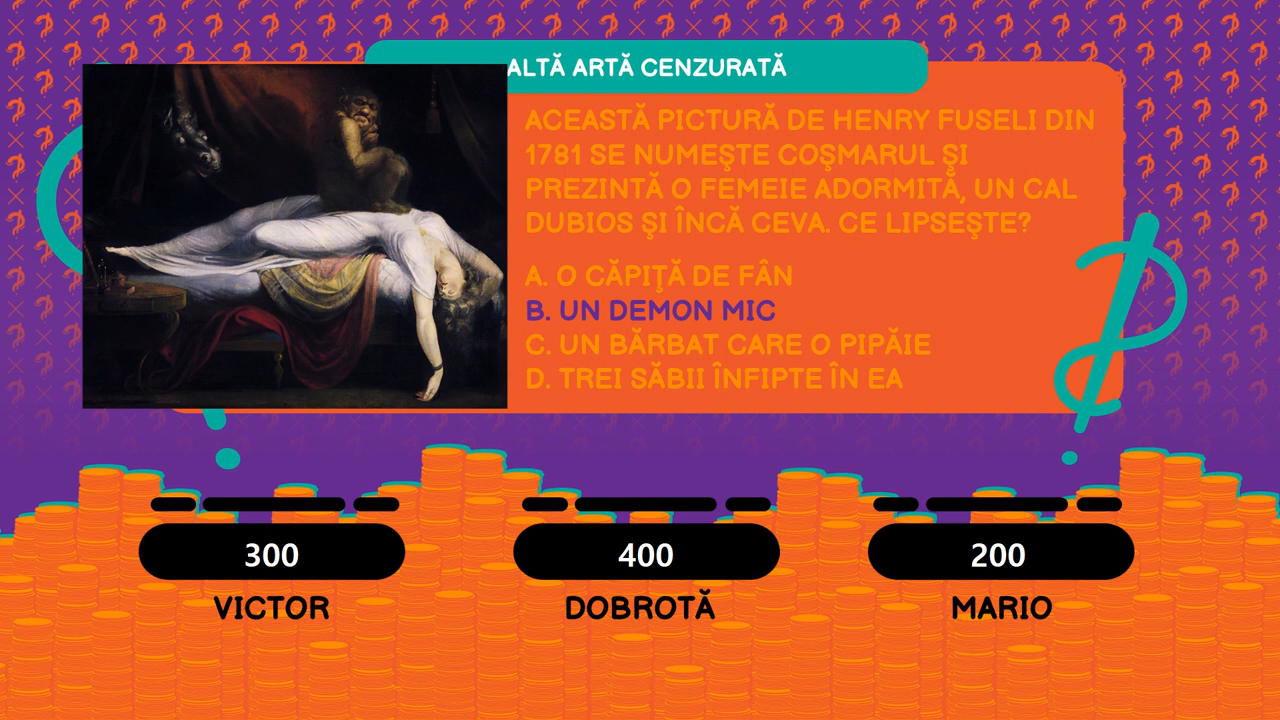 ALTĂ ARTĂ CENZURATĂ
ACEASTĂ PICTURĂ DE HENRY FUSELI DIN
1781 SE NUMEŞTE COŞMARUL ŞI
PREZINTĂ O FEMEIE ADORMITĂ, UN CAL
DUBIOS ŞI ÎNCĂ CEVA. CE LIPSEŞTE?
A. O CĂPIŢĂ DE FÂN
B. UN DEMON MIC
C. UN BĂRBAT CARE O PIPĂIE
D. TREI SĂBII ÎNFIPTE ÎN EA
300
400
200
VICTOR
DOBROTĂ
MARIO